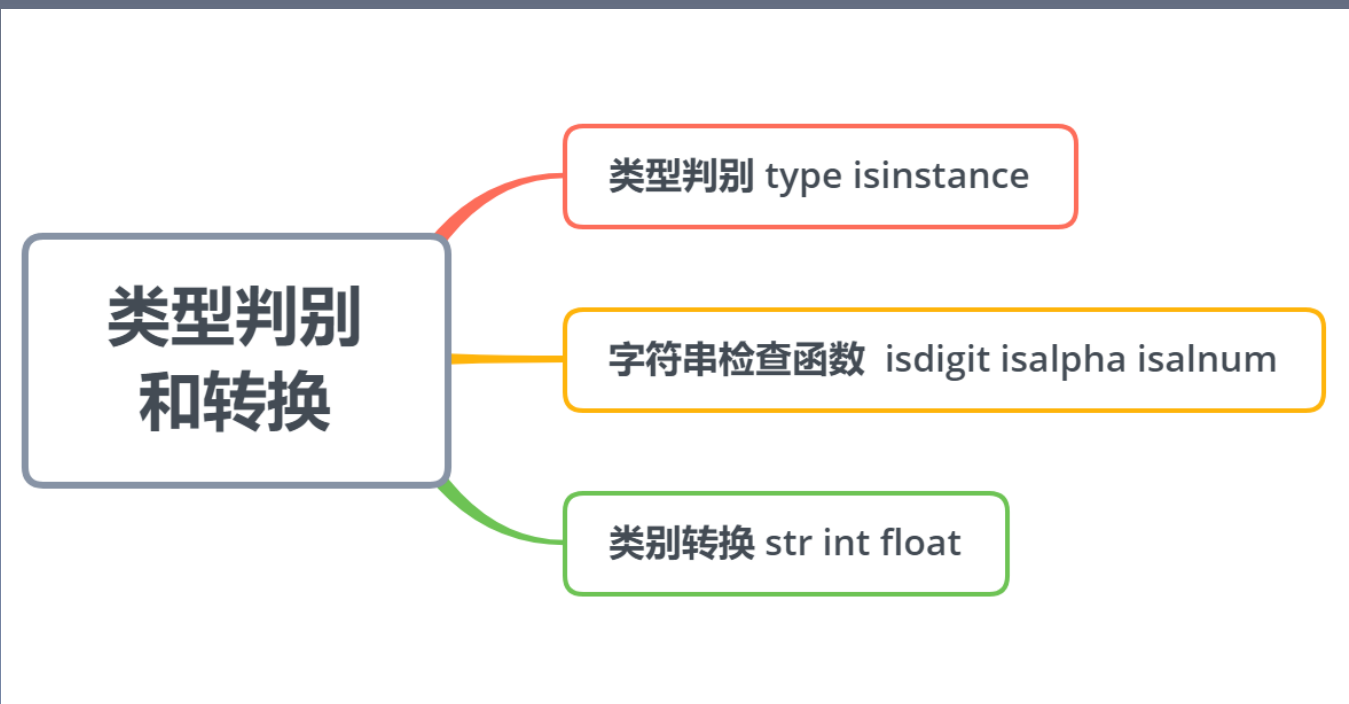 类型判别
和转换
类型判别 type isinstance
字符串检查函数 isdigit isalpha isalnum
类别转换 str int float